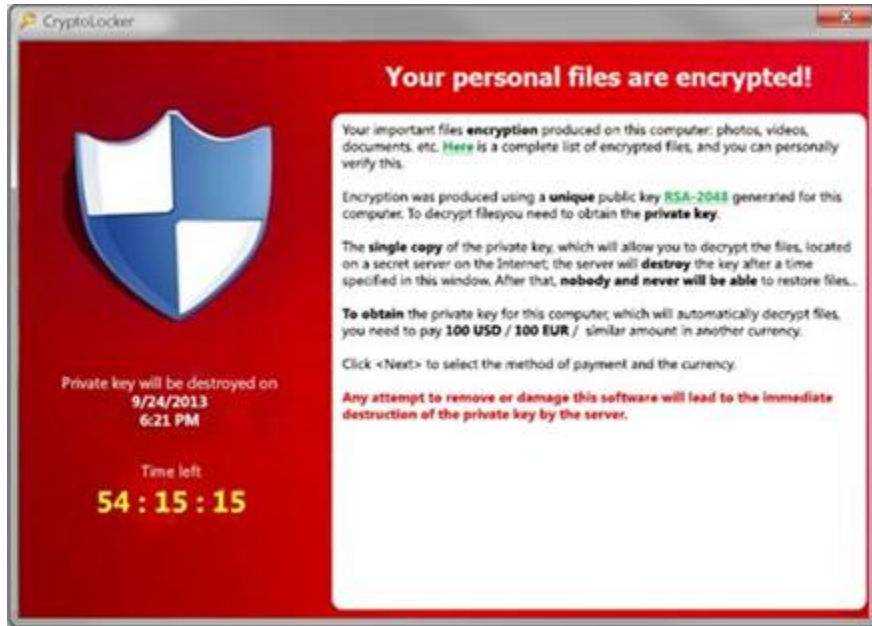 CryptoLocker
Your personal files are encrypted!
Your important files encryption produced on this computer: photos, videos,
documents, etc. Here is a complete list of encrypted files, and you can personally
verify this.
Encryption was produced using a unique public key RSA-2048 generated for this
computer. To decrypt filesyou need to obtain the private key.
The single copy of the private key, which will allow you to decrypt the files, located
on a secret server on the Internet; the server will destroy the key after a time
specified in this window. After that, nobody and never will be able to restore files...
To obtain the private key for this computer, which will automatically decrypt files,
you need to pay 100 USD / 100 EUR / similar amount in another currency.
Click <Next> to select the method of payment and the currency.
Any attempt to remove or damage this software will lead to the immediate
destruction of the private key by the server.
Private key will be destroyed on
9/24/2013
6:21 PM
Time left
54 : 15 : 15